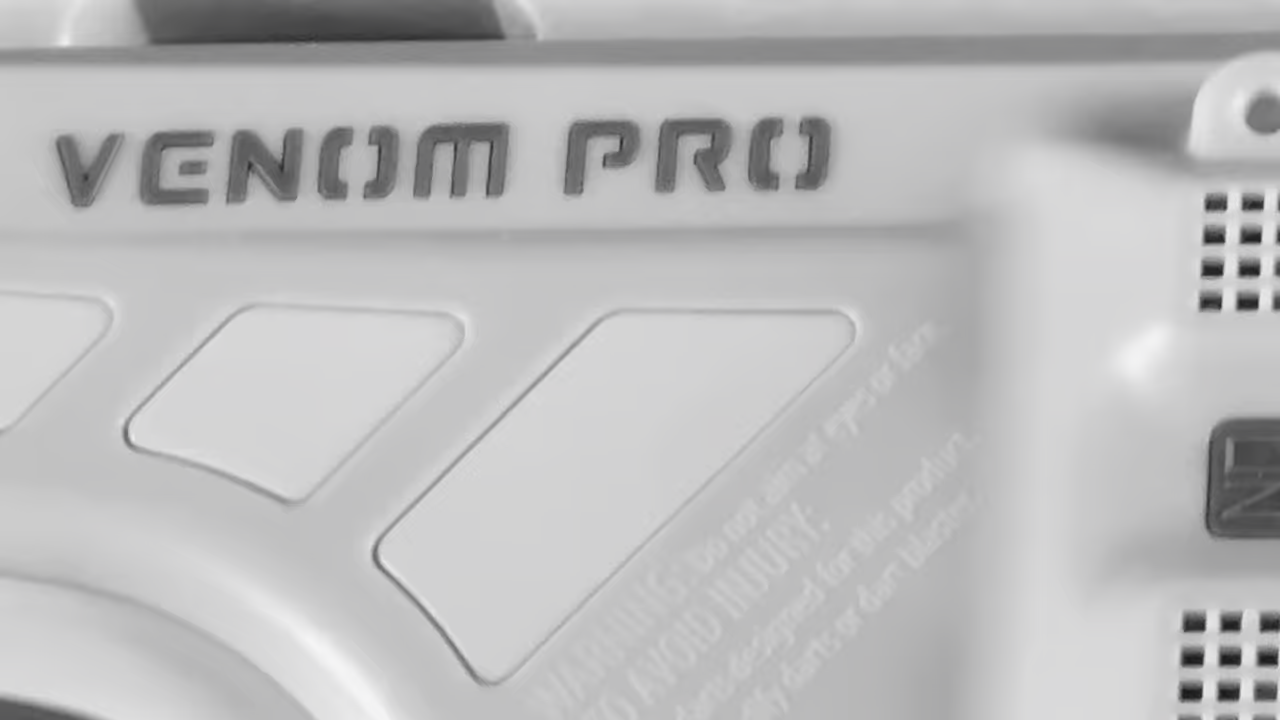 VENOM PRO
WARNING: Do not aim at eyes or face.
TO AVOID INJURY:
darts designed for this product.
darts or dart blaster.